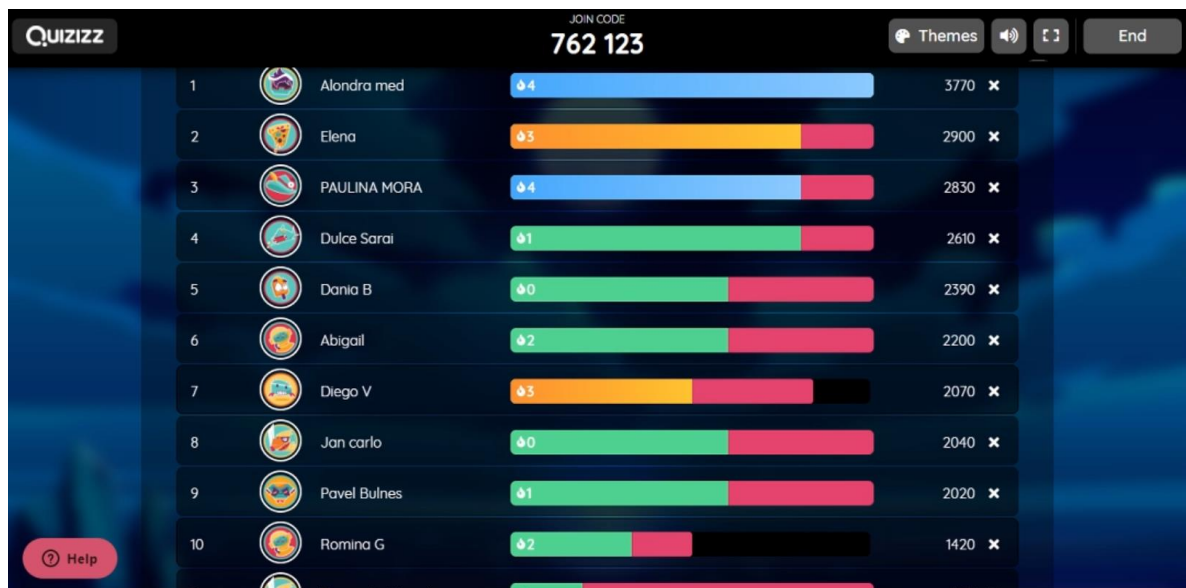 QUIZIZZ
JOIN CODE
762 123
Themes
End
1 Alondra med 4 3770
2 Elena 3 2900
3 PAULINA MORA 4 2830
4 Dulce Sarai 1 2610
5 Dania B 0 2390
6 Abigail 2 2200
7 Diego V 3 2070
8 Jan carlo 0 2040
9 Pavel Bulnes 1 2020
10 Romina G 2 1420
? Help